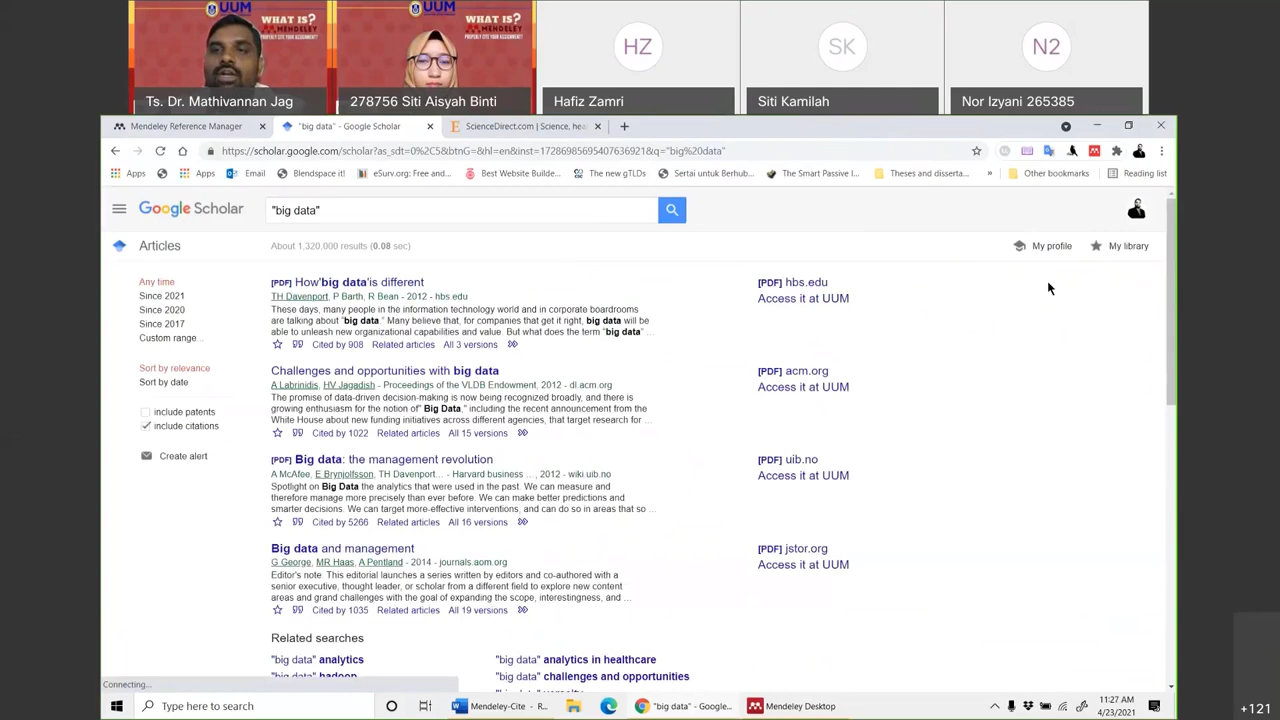 UUM
WHAT IS?
MENDELEY
PROPERLY CITE YOUR ASSIGNMENT?
Ts. Dr. Mathivannan Jag
UUM
WHAT IS?
MENDELEY
PROPERLY CITE YOUR ASSIGNMENT?
278756 Siti Aisyah Binti
HZ
Hafiz Zamri
SK
Siti Kamilah
N2
Nor Izyani 265385
Mendeley Reference Manager
"big data" - Google Scholar
ScienceDirect.com | Science, hea
https://scholar.google.com/scholar?as_sdt=0%2C5&btnG=&hl=en&inst=1728698569540763692​1&q="big%20data"
Apps
Apps
Email
Blendspace it!
eSurv.org: Free and...
Best Website Builde...
The new gTLDs
Sertai untuk Berhub...
The Smart Passive I...
Theses and disserta...
»
Other bookmarks
Reading list
Google Scholar
"big data"
Articles
About 1,320,000 results (0.08 sec)
My profile
My library
Any time
Since 2021
Since 2020
Since 2017
Custom range...
Sort by relevance
Sort by date
include patents
include citations
Create alert
[PDF] How'big data'is different
TH Davenport, P Barth, R Bean - 2012 - hbs.edu
These days, many people in the information technology world and in corporate boardrooms
are talking about "big data." Many believe that, for companies that get it right, big data will be
able to unleash new organizational capabilities and value. But what does the term "big data" ...
Cited by 908 Related articles All 3 versions
[PDF] hbs.edu
Access it at UUM
Challenges and opportunities with big data
A Labrinidis, HV Jagadish - Proceedings of the VLDB Endowment, 2012 - dl.acm.org
The promise of data-driven decision-making is now being recognized broadly, and there is
growing enthusiasm for the notion of" Big Data," including the recent announcement from the
White House about new funding initiatives across different agencies, that target research for ...
Cited by 1022 Related articles All 15 versions
[PDF] acm.org
Access it at UUM
[PDF] Big data: the management revolution
A McAfee, E Brynjolfsson, TH Davenport... - Harvard business ..., 2012 - wiki.uib.no
Spotlight on Big Data the analytics that were used in the past. We can measure and
therefore manage more precisely than ever before. We can make better predictions and
smarter decisions. We can target more-effective interventions, and can do so in areas that so ...
Cited by 5266 Related articles All 16 versions
[PDF] uib.no
Access it at UUM
Big data and management
G George, MR Haas, A Pentland - 2014 - journals.aom.org
Editor's note. This editorial launches a series written by editors and co-authored with a
senior executive, thought leader, or scholar from a different field to explore new content
areas and grand challenges with the goal of expanding the scope, interestingness, and ...
Cited by 1035 Related articles All 19 versions
[PDF] jstor.org
Access it at UUM
Related searches
"big data" analytics
"big data" analytics in healthcare
"big data" hadoop
"big data" challenges and opportunities
Connecting...
Type here to search
Mendeley-Cite - R...
"big data" - Google...
Mendeley Desktop
11:27 AM
4/23/2021
+121